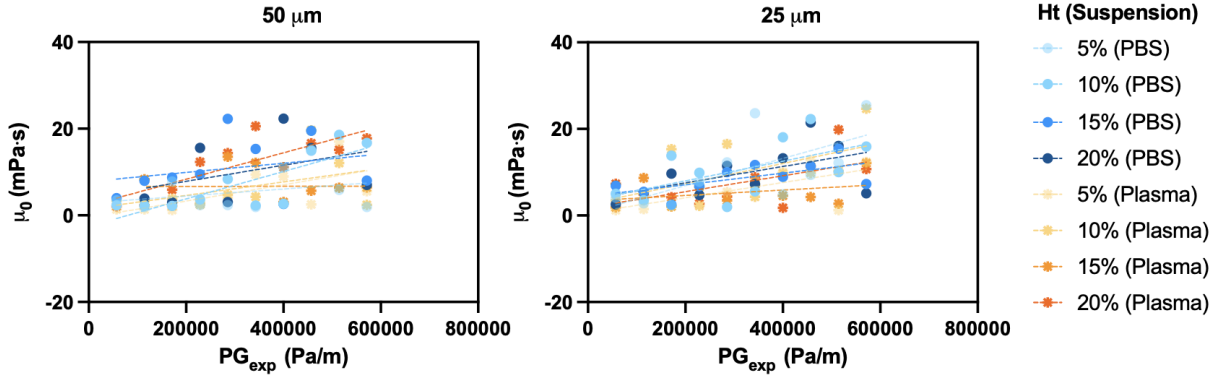 50 μm
40
20
0
-20
μ0 (mPa·s)
0
200000
400000
600000
800000
PGexp (Pa/m)
25 μm
40
20
0
-20
μ0 (mPa·s)
0
200000
400000
600000
800000
PGexp (Pa/m)
Ht (Suspension)
5% (PBS)
10% (PBS)
15% (PBS)
20% (PBS)
5% (Plasma)
10% (Plasma)
15% (Plasma)
20% (Plasma)